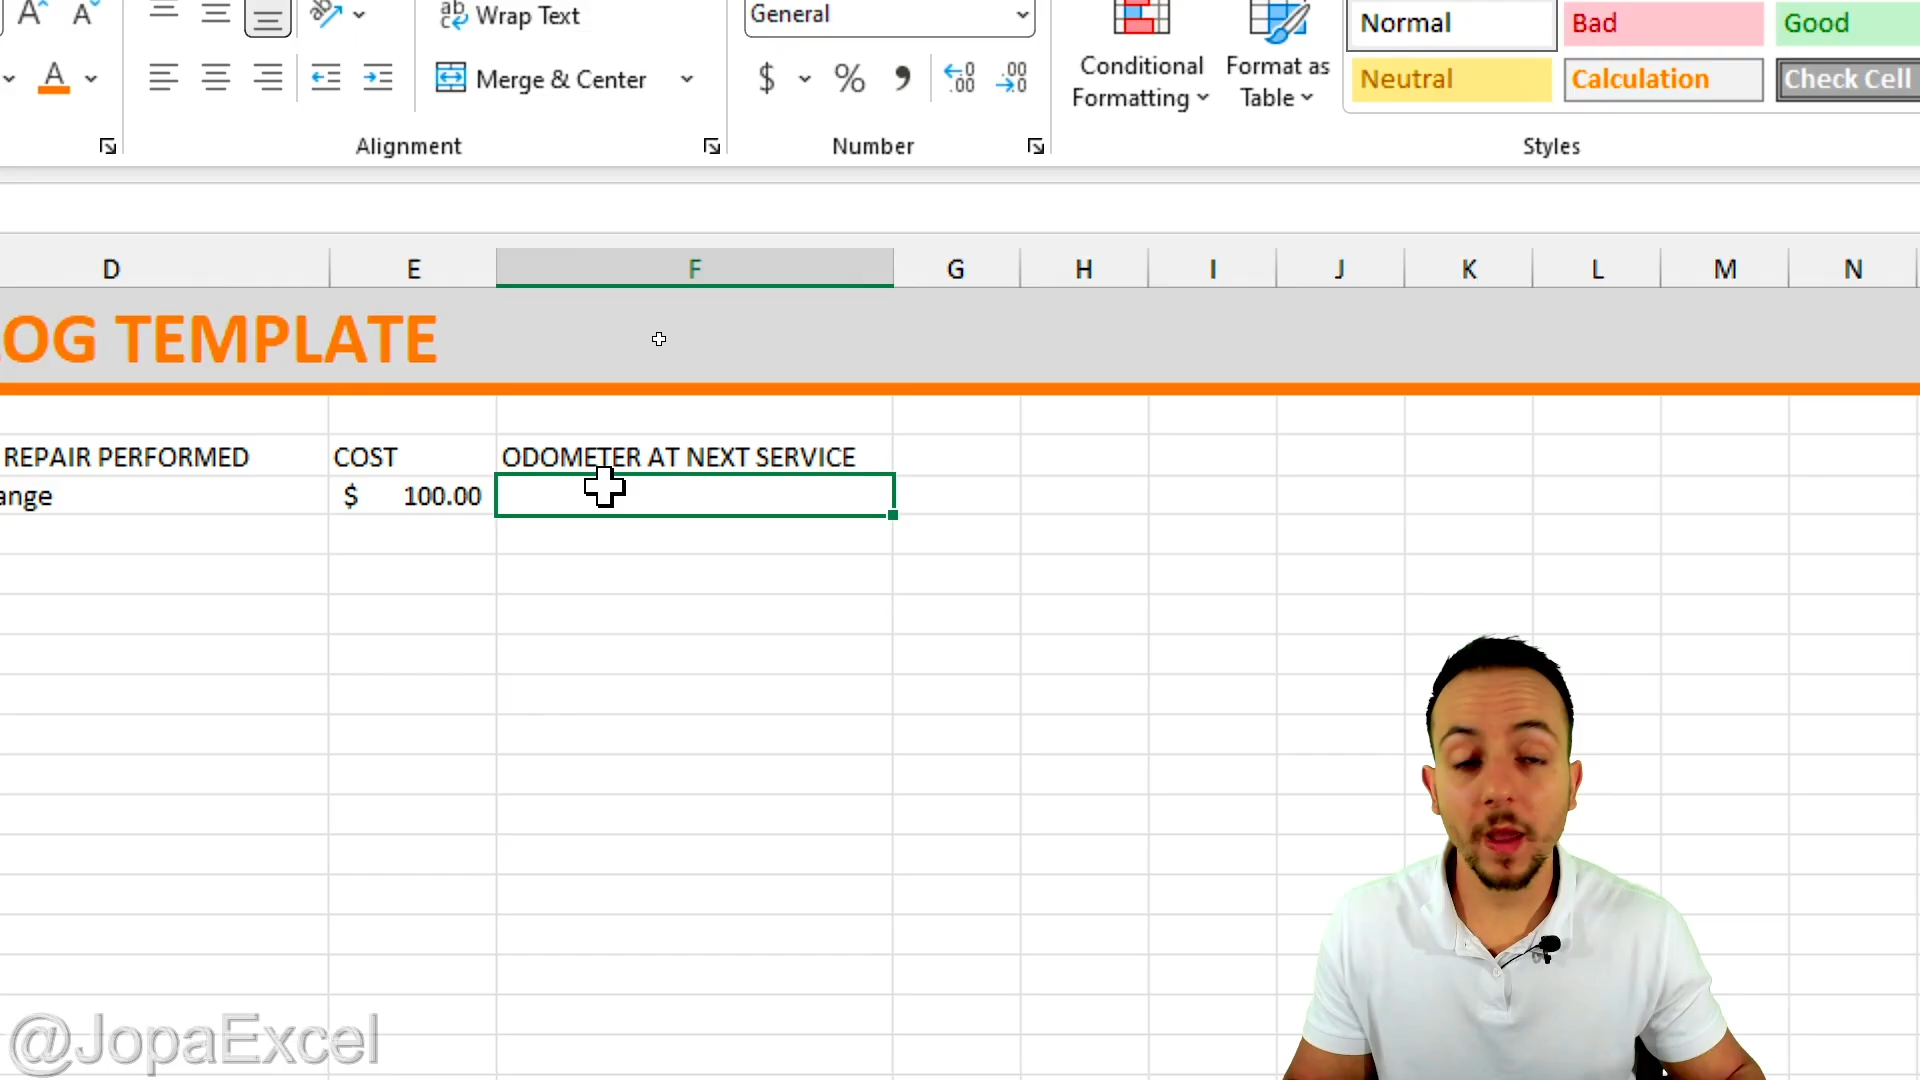 Wrap Text
General
Normal
Bad
Good
Merge & Center
$
%
Conditional
Formatting
Format as
Table
Neutral
Calculation
Check Cell
Alignment
Number
Styles
D E F G H I J K L M N
OG TEMPLATE
REPAIR PERFORMED COST ODOMETER AT NEXT SERVICE
ange $ 100.00
@JopaExcel